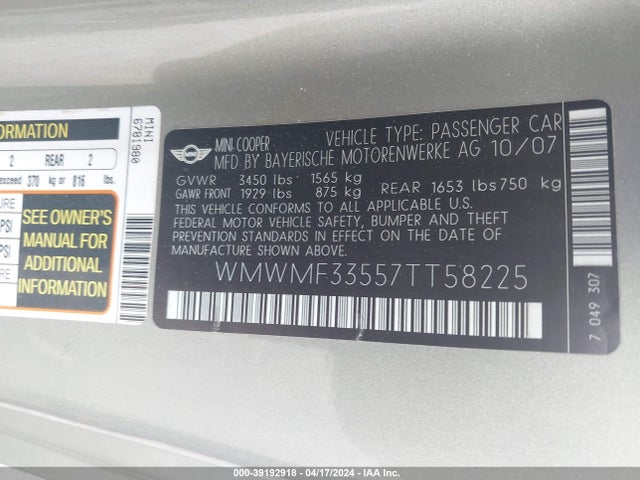 ORMATION
2 REAR 2
exceed 370 kg or 816 lbs.
URE
PSI
PSI
SEE OWNER'S
MANUAL FOR
ADDITIONAL
INFORMATION
MINI
6781980
MINI
MINI COOPER VEHICLE TYPE: PASSENGER CAR
MFD BY BAYERISCHE MOTORENWERKE AG 10/07
GVWR 3450 lbs 1565 kg
GAWR FRONT 1929 lbs 875 kg REAR 1653 lbs 750 kg
THIS VEHICLE CONFORMS TO ALL APPLICABLE U.S.
FEDERAL MOTOR VEHICLE SAFETY, BUMPER AND THEFT
PREVENTION STANDARDS IN EFFECT ON THE DATE OF
MANUFACTURE SHOWN ABOVE.
WMWMF33557TT58225
7 049 307
000-39192918 - 04/17/2024 - IAA Inc.